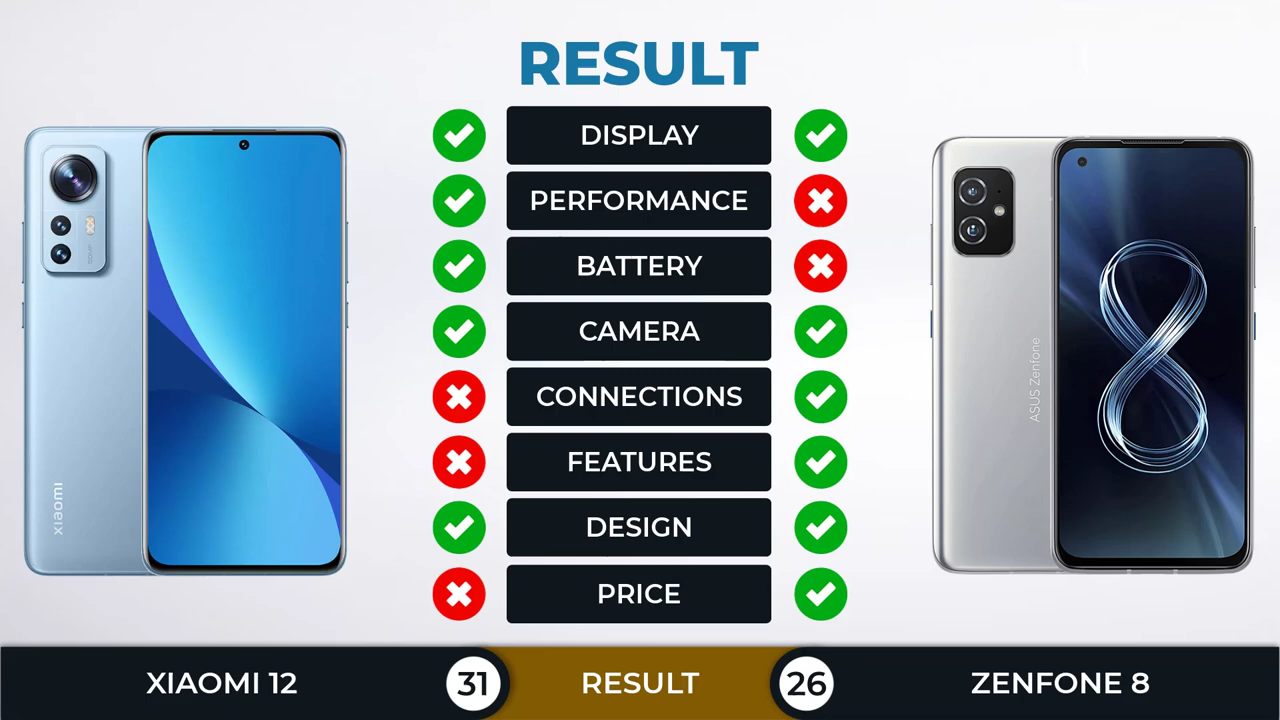 RESULT
DISPLAY
PERFORMANCE
BATTERY
CAMERA
CONNECTIONS
FEATURES
DESIGN
PRICE
xiaomi
ASUS Zenfone
XIAOMI 12
31
RESULT
26
ZENFONE 8